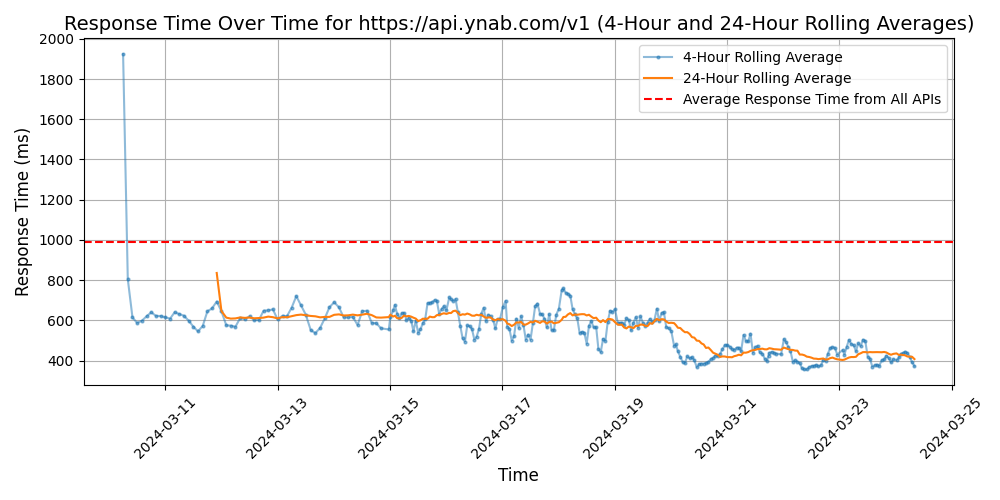 Response Time Over Time for https://api.ynab.com/v1 (4-Hour and 24-Hour Rolling Averages)
4-Hour Rolling Average
24-Hour Rolling Average
Average Response Time from All APIs
Response Time (ms)
2000
1800
1600
1400
1200
1000
800
600
400
2024-03-11
2024-03-13
2024-03-15
2024-03-17
2024-03-19
2024-03-21
2024-03-23
2024-03-25
Time